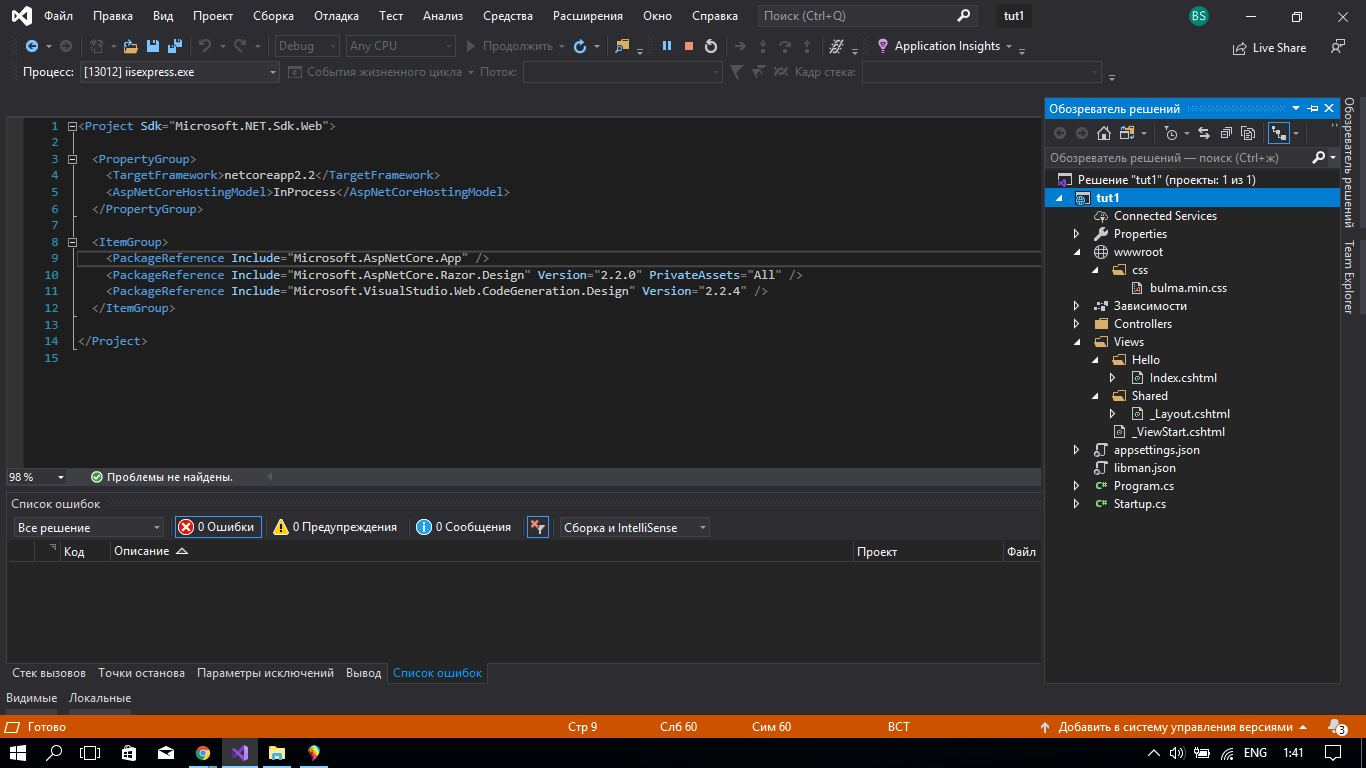 Файл Правка Вид Проект Сборка Отладка Тест Анализ Средства Расширения Окно Справка Поиск (Ctrl+Q) tut1 BS
Debug Any CPU Продолжить Application Insights Live Share
Процесс: [13012] iisexpress.exe События жизненного цикла Поток: Кадр стека:
1 <Project Sdk="Microsoft.NET.Sdk.Web">
2
3 <PropertyGroup>
4 <TargetFramework>netcoreapp2.2</TargetFramework>
5 <AspNetCoreHostingModel>InProcess</AspNetCoreHostingModel>
6 </PropertyGroup>
7
8 <ItemGroup>
9 <PackageReference Include="Microsoft.AspNetCore.App" />
10 <PackageReference Include="Microsoft.AspNetCore.Razor.Design" Version="2.2.0" PrivateAssets="All" />
11 <PackageReference Include="Microsoft.VisualStudio.Web.CodeGeneration.Design" Version="2.2.4" />
12 </ItemGroup>
13
14 </Project>
15
98 % Проблемы не найдены.
Список ошибок
Все решение 0 Ошибки 0 Предупреждения 0 Сообщения Сборка и IntelliSense
Код Описание Проект Файл
Стек вызовов Точки останова Параметры исключений Вывод Список ошибок
Видимые Локальные
Обозреватель решений
Обозреватель решений — поиск (Ctrl+ж)
Решение "tut1" (проекты: 1 из 1)
tut1
Connected Services
Properties
wwwroot
css
bulma.min.css
Зависимости
Controllers
Views
Hello
Index.cshtml
Shared
_Layout.cshtml
_ViewStart.cshtml
appsettings.json
libman.json
C# Program.cs
C# Startup.cs
Обозреватель решений
Team Explorer
Готово Стр 9 Слб 60 Сим 60 ВСТ Добавить в систему управления версиями 3
ENG 1:41